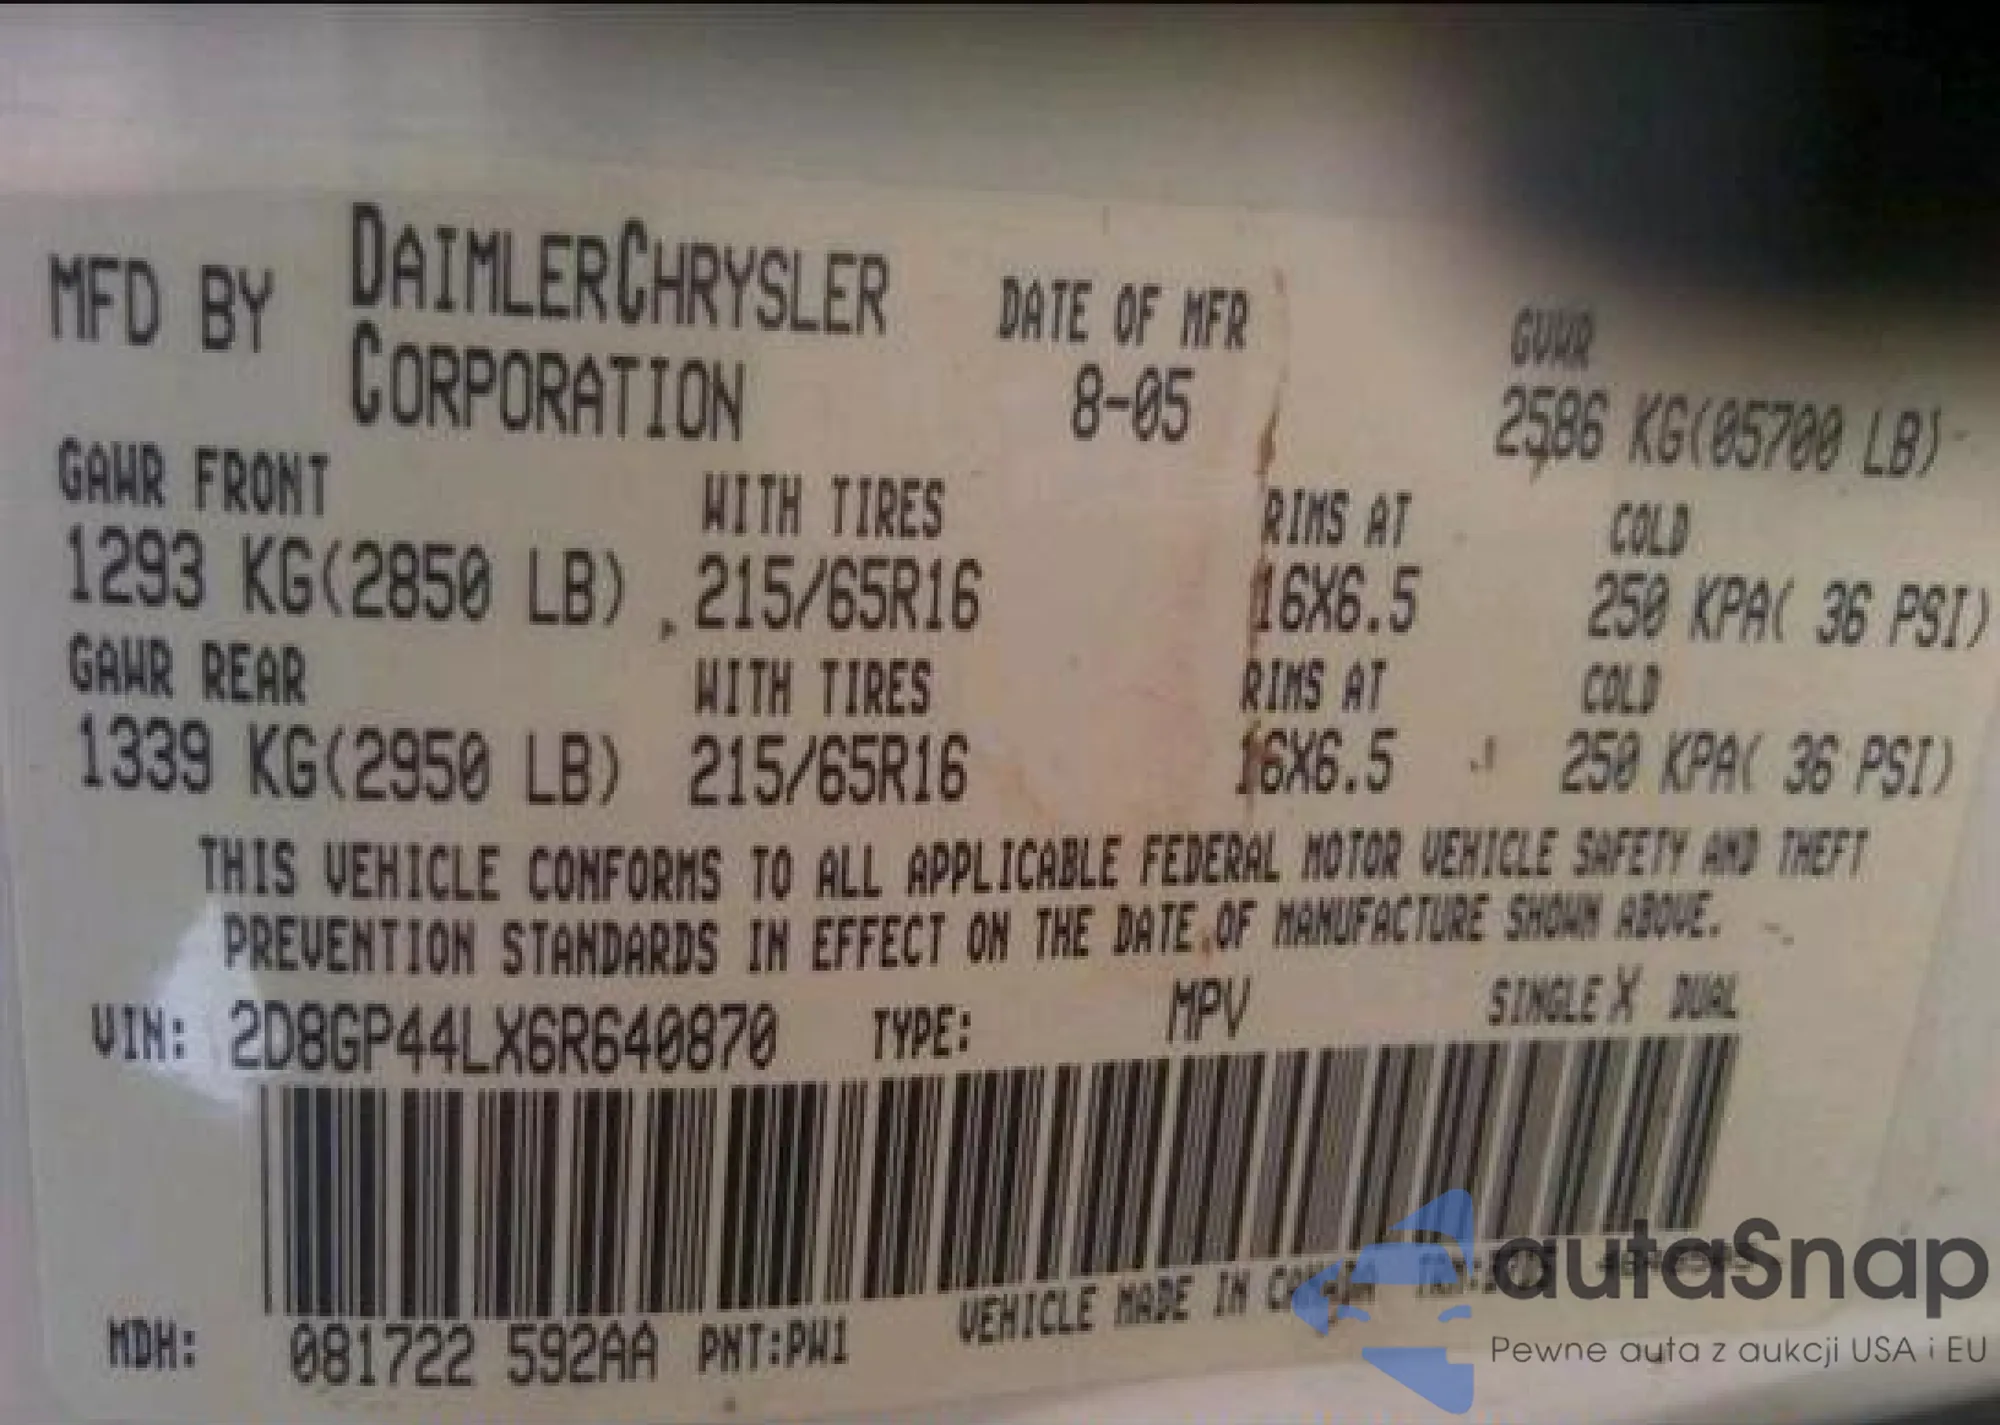 MFD BY DAIMLERCHRYSLER CORPORATION DATE OF MFR 8-05 GVWR
2586 KG(05700 LB)
GAWR FRONT WITH TIRES RIMS AT COLD
1293 KG(2850 LB) 215/65R16 16X6.5 250 KPA( 36 PSI)
GAWR REAR WITH TIRES RIMS AT COLD
1339 KG(2950 LB) 215/65R16 16X6.5 250 KPA( 36 PSI)
THIS VEHICLE CONFORMS TO ALL APPLICABLE FEDERAL MOTOR VEHICLE SAFETY AND THEFT
PREVENTION STANDARDS IN EFFECT ON THE DATE OF MANUFACTURE SHOWN ABOVE.
VIN: 2D8GP44LX6R640870 TYPE: MPV SINGLE X DUAL
VEHICLE MADE IN CANADA
MDH: 081722 592AA PNT:PW1
autaSnap
Pewne auta z aukcji USA i EU